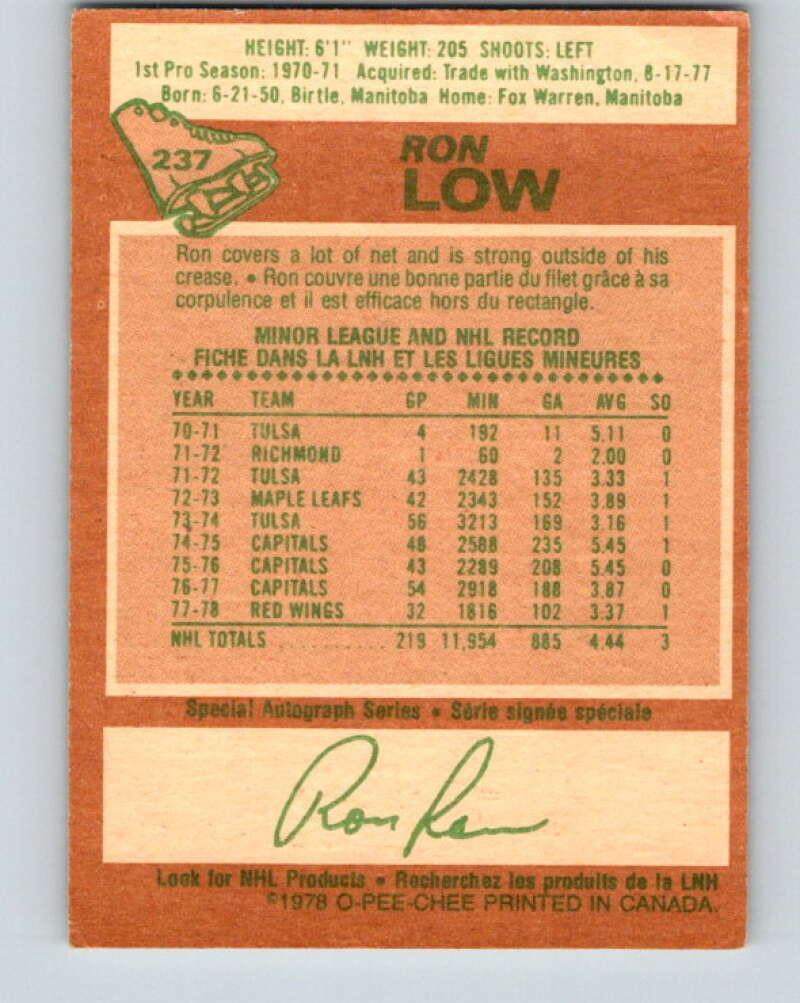 HEIGHT: 6'1" WEIGHT: 205 SHOOTS: LEFT
1st Pro Season: 1970-71 Acquired: Trade with Washington, 8-17-77
Born: 6-21-50, Birtle, Manitoba Home: Fox Warren, Manitoba
237
RON
LOW
Ron covers a lot of net and is strong outside of his
crease. • Ron couvre une bonne partie du filet grâce à sa
corpulence et il est efficace hors du rectangle.
MINOR LEAGUE AND NHL RECORD
FICHE DANS LA LNH ET LES LIGUES MINEURES
YEAR TEAM GP MIN GA AVG SO
70-71 TULSA 4 192 11 5.11 0
71-72 RICHMOND 1 60 2 2.00 0
71-72 TULSA 43 2428 135 3.33 1
72-73 MAPLE LEAFS 42 2343 152 3.89 1
73-74 TULSA 56 3213 169 3.16 1
74-75 CAPITALS 48 2588 235 5.45 1
75-76 CAPITALS 43 2289 208 5.45 0
76-77 CAPITALS 54 2918 188 3.87 0
77-78 RED WINGS 32 1816 102 3.37 1
NHL TOTALS .......... 219 11,954 885 4.44 3
Special Autograph Series • Série signée spéciale
Ron Low
Look for NHL Products • Recherchez les produits de la LNH
©1978 O-PEE-CHEE PRINTED IN CANADA.